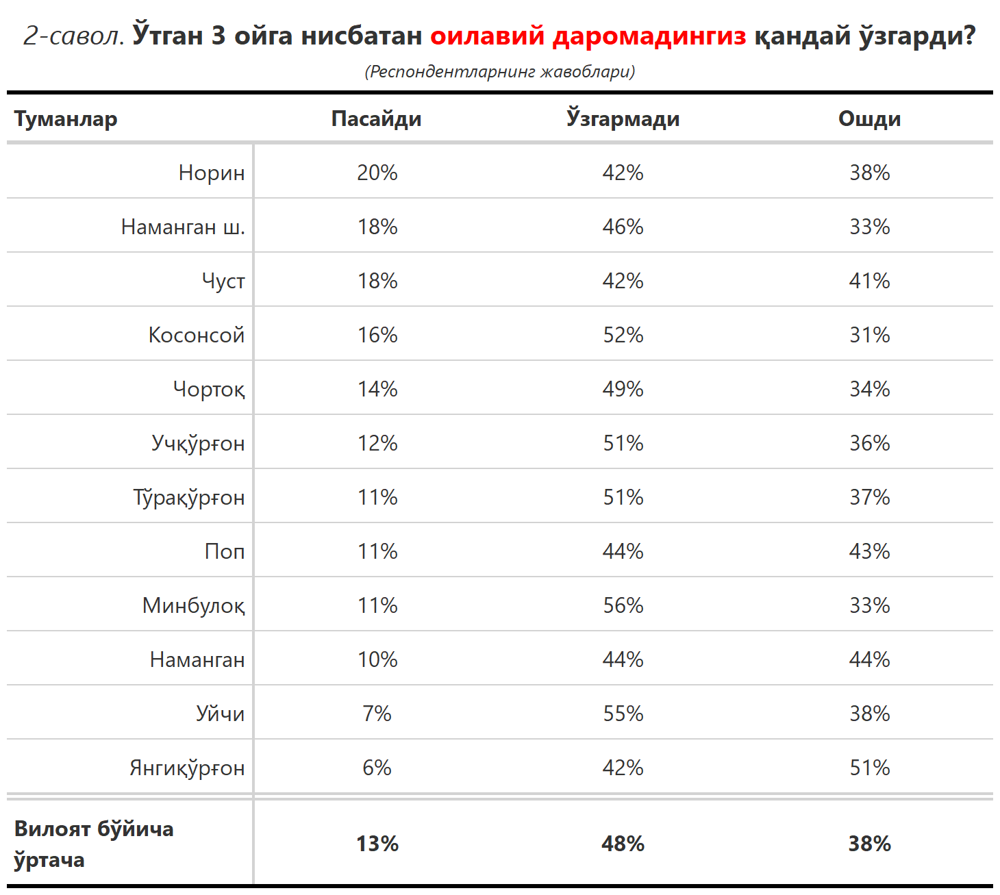 2-савол. Ўтган 3 ойга нисбатан оилавий даромадингиз қандай ўзгарди?
(Респондентларнинг жавоблари)
Туманлар Пасайди Ўзгармади Ошди
Норин 20% 42% 38%
Наманган ш. 18% 46% 33%
Чуст 18% 42% 41%
Косонсой 16% 52% 31%
Чортоқ 14% 49% 34%
Учқўрғон 12% 51% 36%
Тўрақўрғон 11% 51% 37%
Поп 11% 44% 43%
Минбулоқ 11% 56% 33%
Наманган 10% 44% 44%
Уйчи 7% 55% 38%
Янгиқўрғон 6% 42% 51%
Вилоят бўйича
ўртача 13% 48% 38%